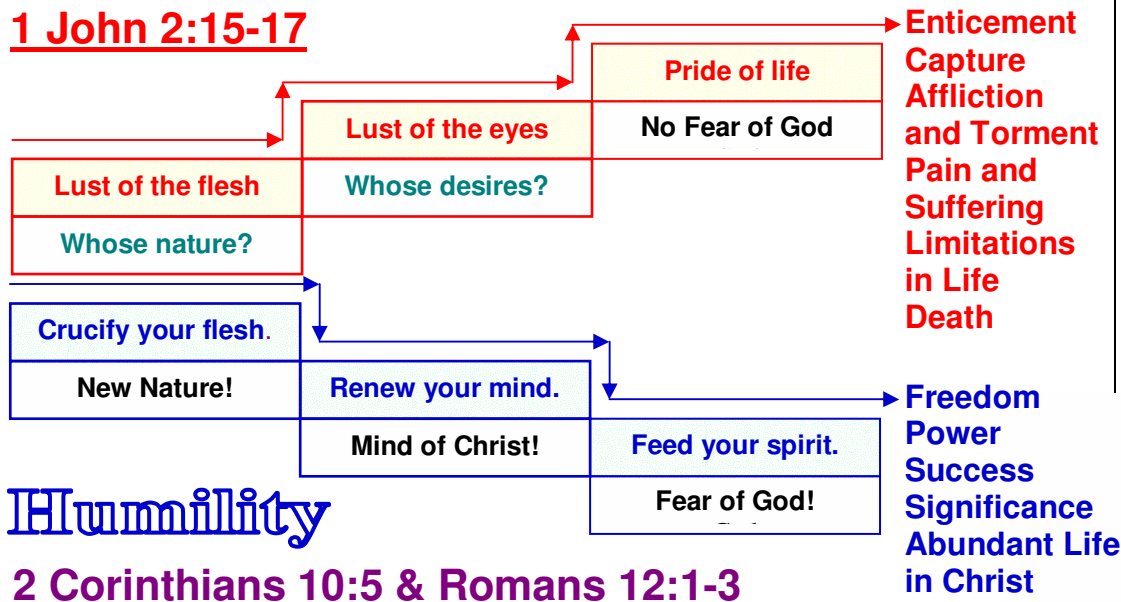 1 John 2:15-17
Pride of life
No Fear of God
Lust of the eyes
Whose desires?
Lust of the flesh
Whose nature?
Enticement
Capture
Affliction
and Torment
Pain and
Suffering
Limitations
in Life
Death
Crucify your flesh.
New Nature!
Renew your mind.
Mind of Christ!
Feed your spirit.
Fear of God!
Freedom
Power
Success
Significance
Abundant Life
in Christ
Humility
2 Corinthians 10:5 & Romans 12:1-3